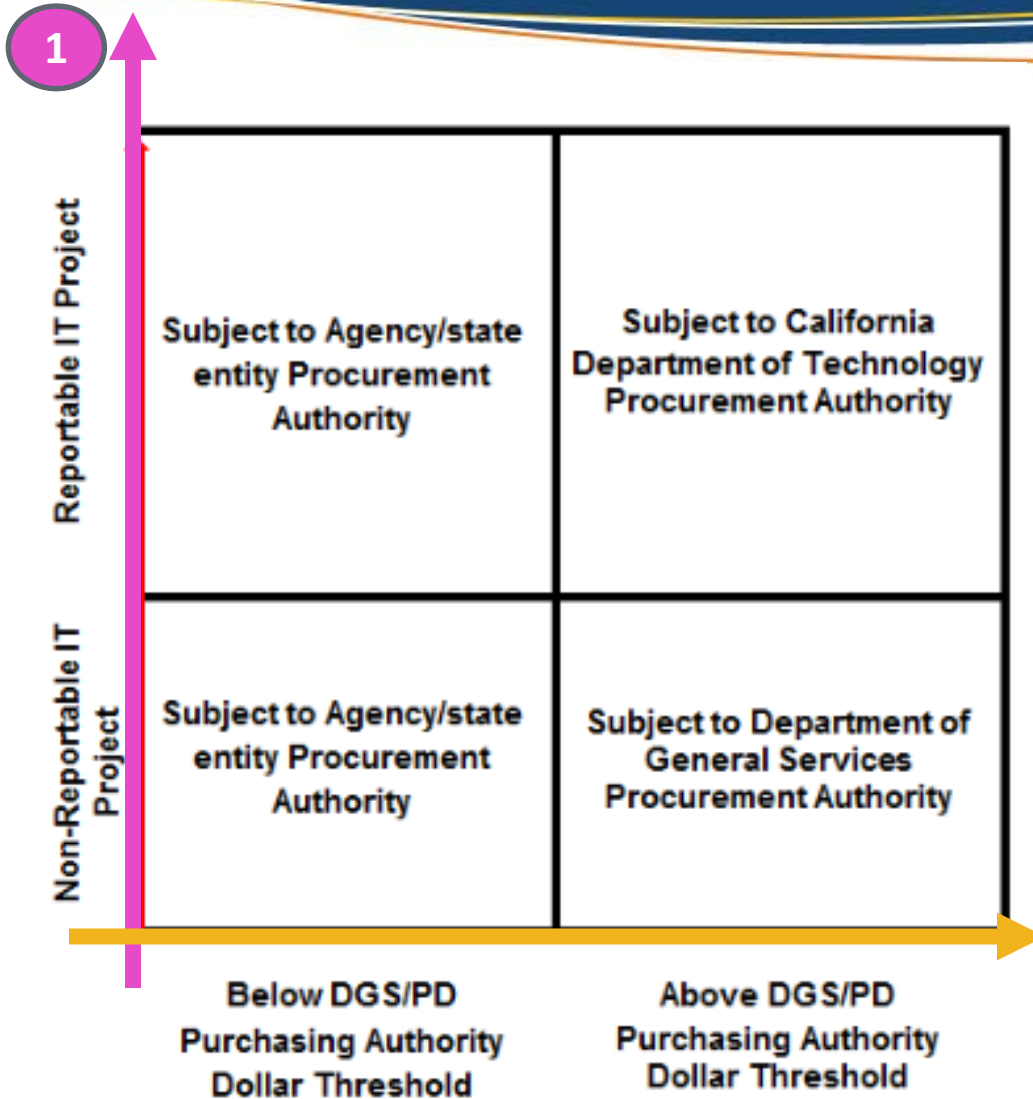 1
Reportable IT Project
Subject to Agency/state
entity Procurement
Authority
Subject to California
Department of Technology
Procurement Authority
Non-Reportable IT
Project
Subject to Agency/state
entity Procurement
Authority
Subject to Department of
General Services
Procurement Authority
Below DGS/PD
Purchasing Authority
Dollar Threshold
Above DGS/PD
Purchasing Authority
Dollar Threshold